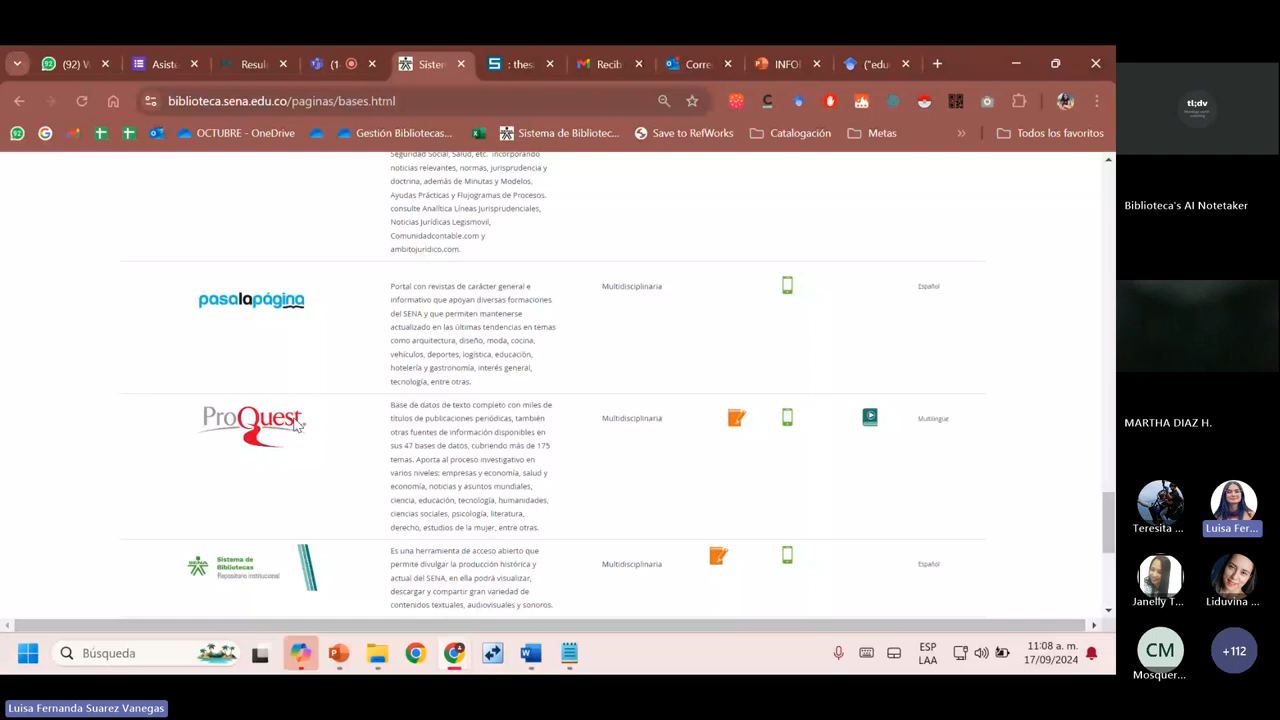 (92) W
Asiste
Resul
(1
Sisten
: thes
Recib
Corre
INFOI
("edu
biblioteca.sena.edu.co/paginas/bases.html
OCTUBRE - OneDrive
Gestión Bibliotecas...
Sistema de Bibliotec...
Save to RefWorks
Catalogación
Metas
»
Todos los favoritos
Seguridad Social, Salud, etc. incorporando
noticias relevantes, normas, jurisprudencia y
doctrina, además de Minutas y Modelos,
Ayudas Prácticas y Flujogramas de Procesos.
consulte Analítica Líneas Jurisprudenciales,
Noticias Jurídicas Legismovil,
Comunidadcontable.com y
ambitojuridico.com.
pasalapágina
Portal con revistas de carácter general e
informativo que apoyan diversas formaciones
del SENA y que permiten mantenerse
actualizado en las últimas tendencias en temas
como arquitectura, diseño, moda, cocina,
vehículos, deportes, logística, educación,
hotelería y gastronomía, interés general,
tecnología, entre otras.
Multidisciplinaria
Español
ProQuest
Base de datos de texto completo con miles de
títulos de publicaciones periódicas, también
otras fuentes de información disponibles en
sus 47 bases de datos, cubriendo más de 175
temas. Aporta al proceso investigativo en
varios niveles: empresas y economía, salud y
economía, noticias y asuntos mundiales,
ciencia, educación, tecnología, humanidades,
ciencias sociales, psicología, literatura,
derecho, estudios de la mujer, entre otras.
Multidisciplinaria
Multilingüe
SENA
Sistema de
Bibliotecas
Repositorio institucional
Es una herramienta de acceso abierto que
permite divulgar la producción histórica y
actual del SENA, en ella podrá visualizar,
descargar y compartir gran variedad de
contenidos textuales, audiovisuales y sonoros.
Multidisciplinaria
Español
Búsqueda
ESP
LAA
11:08 a. m.
17/09/2024
tl;dv
Biblioteca's AI Notetaker
MARTHA DIAZ H.
Teresita ...
Luisa Fer...
Janelly T...
Liduvina ...
CM
Mosquer...
+112
Luisa Fernanda Suarez Vanegas